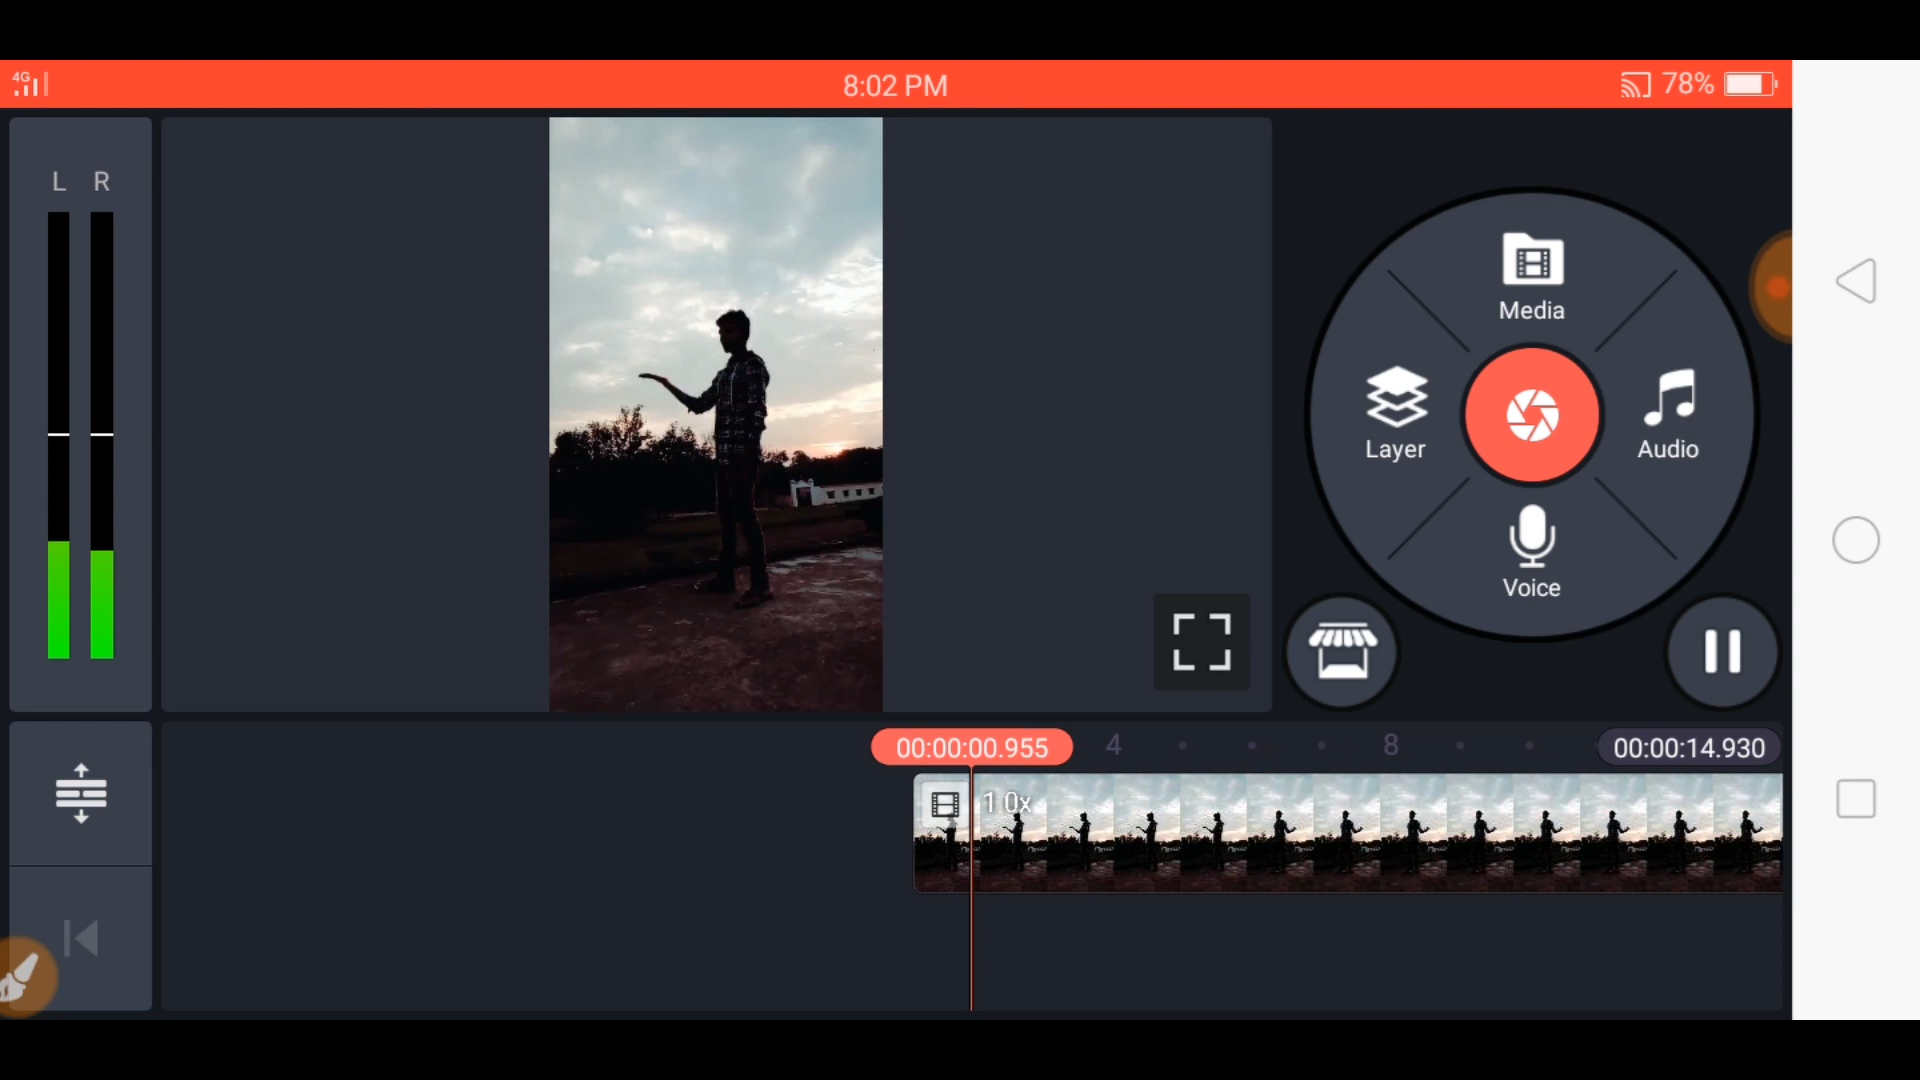 4G
8:02 PM
78%
L R
Media
Layer
Audio
Voice
00:00:00.955
4
8
00:00:14.930
1.0x